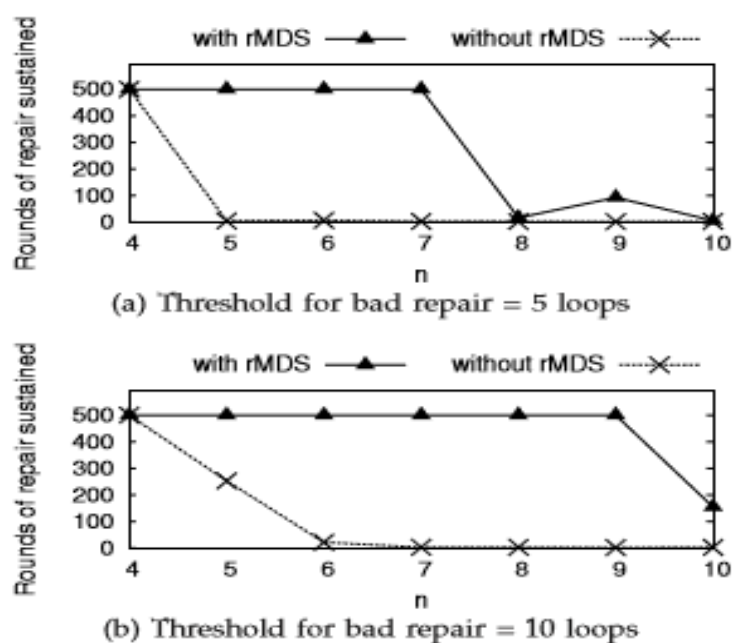 with rMDS without rMDS
Rounds of repair sustained
500
400
300
200
100
0
4 5 6 7 8 9 10
n
(a) Threshold for bad repair = 5 loops
with rMDS without rMDS
Rounds of repair sustained
500
400
300
200
100
0
4 5 6 7 8 9 10
n
(b) Threshold for bad repair = 10 loops